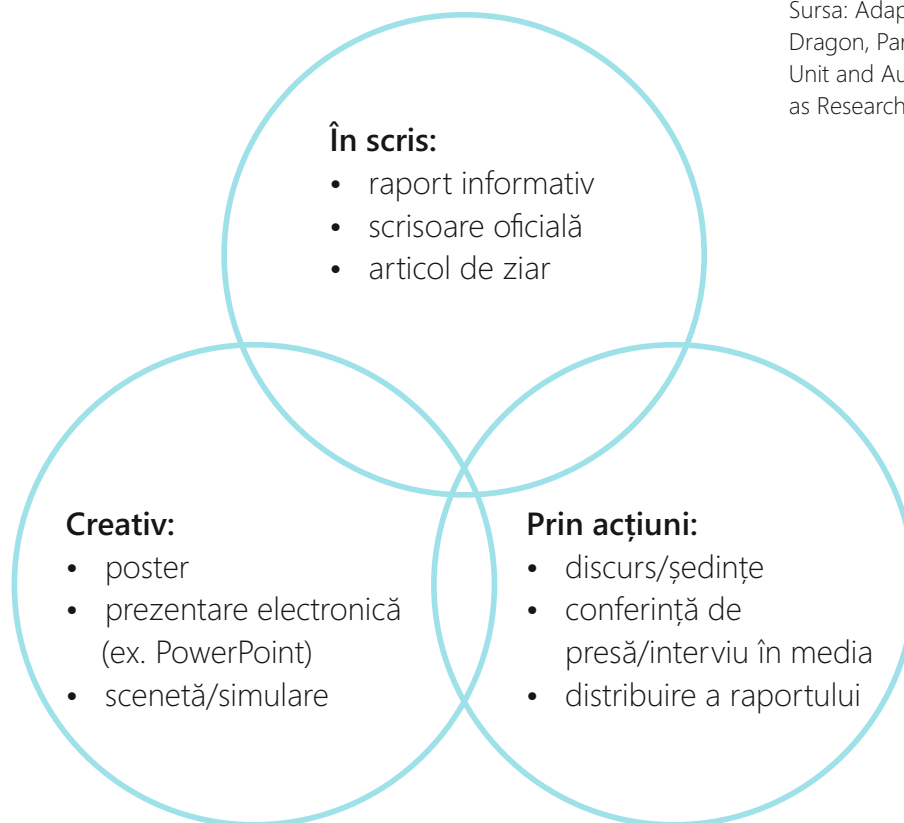 Sursa: Adap
Dragon, Par
Unit and Au
as Research
În scris:
• raport informativ
• scrisoare oficială
• articol de ziar
Creativ:
• poster
• prezentare electronică
(ex. PowerPoint)
• scenetă/simulare
Prin acțiuni:
• discurs/ședințe
• conferință de
presă/interviu în media
• distribuire a raportului